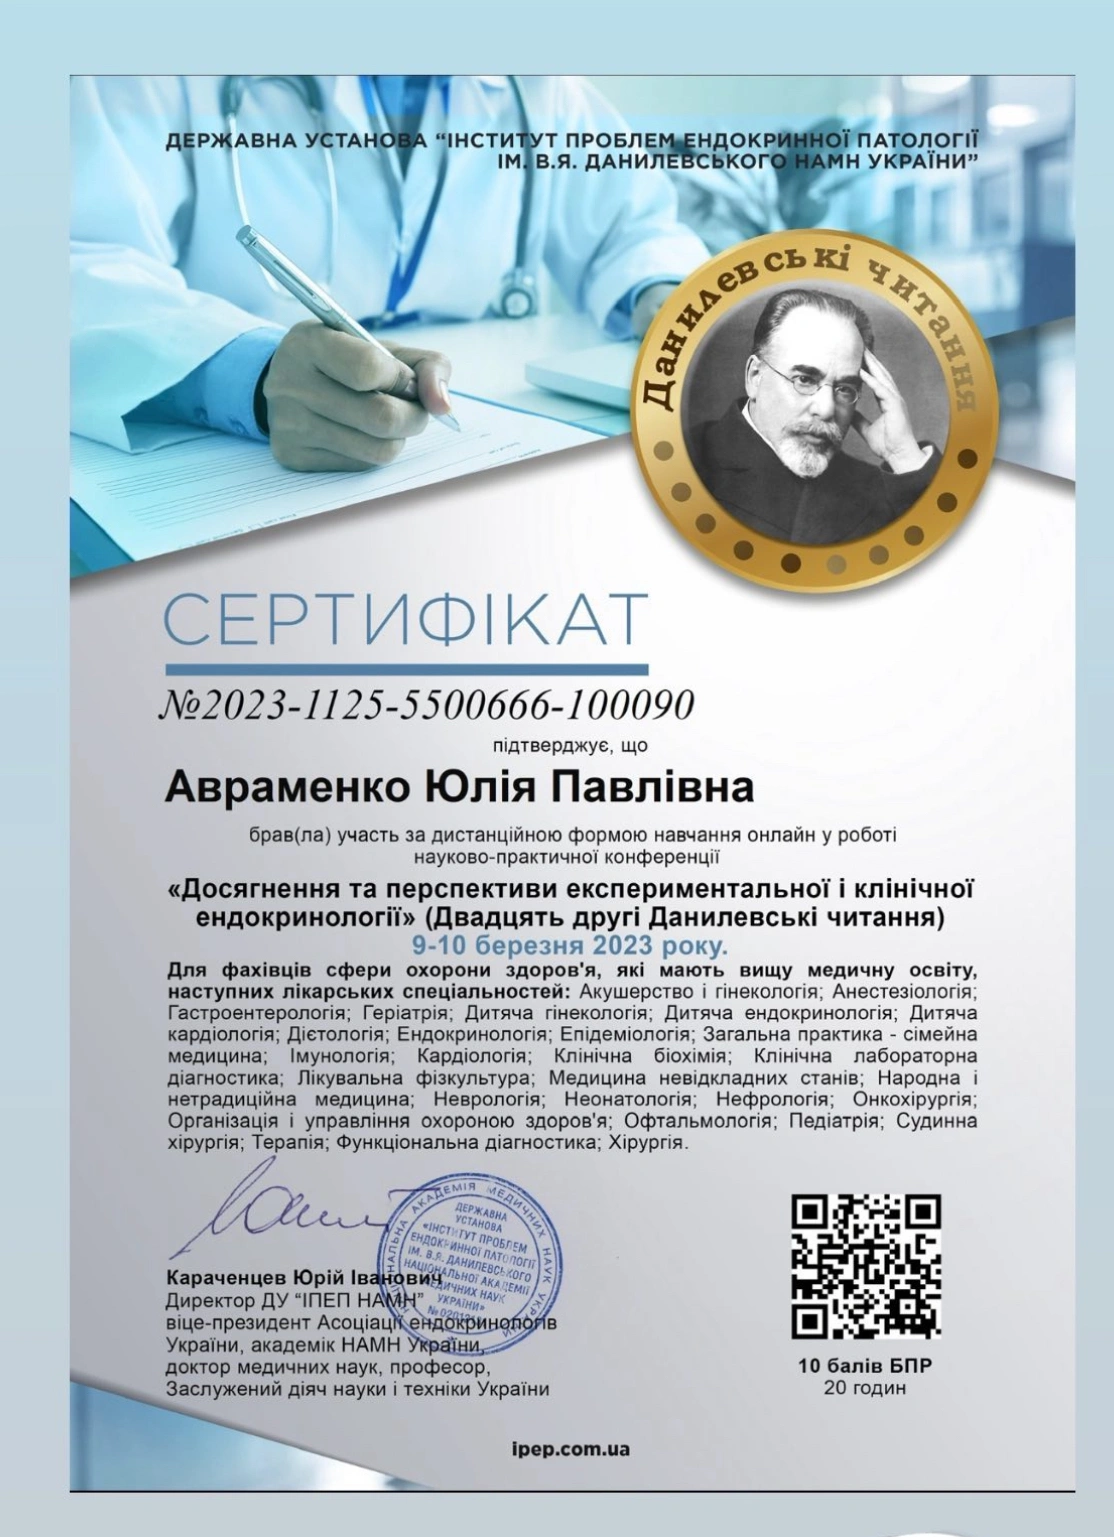 ДЕРЖАВНА УСТАНОВА “ІНСТИТУТ ПРОБЛЕМ ЕНДОКРИННОЇ ПАТОЛОГІЇ
ІМ. В.Я. ДАНИЛЕВСЬКОГО НАМН УКРАЇНИ”
Данилевські читання
СЕРТИФІКАТ
№2023-1125-5500666-100090
підтверджує, що
Авраменко Юлія Павлівна
брав(ла) участь за дистанційною формою навчання онлайн у роботі
науково-практичної конференції
«Досягнення та перспективи експериментальної і клінічної
ендокринології» (Двадцять другі Данилевські читання)
9-10 березня 2023 року.
Для фахівців сфери охорони здоров'я, які мають вищу медичну освіту,
наступних лікарських спеціальностей: Акушерство і гінекологія; Анестезіологія;
Гастроентерологія; Геріатрія; Дитяча гінекологія; Дитяча ендокринологія; Дитяча
кардіологія; Дієтологія; Ендокринологія; Епідеміологія; Загальна практика - сімейна
медицина; Імунологія; Кардіологія; Клінічна біохімія; Клінічна лабораторна
діагностика; Лікувальна фізкультура; Медицина невідкладних станів; Народна і
нетрадиційна медицина; Неврологія; Неонатологія; Нефрологія; Онкохірургія;
Організація і управління охороною здоров'я; Офтальмологія; Педіатрія; Судинна
хірургія; Терапія; Функціональна діагностика; Хірургія.
НАЦІОНАЛЬНА АКАДЕМІЯ МЕДИЧНИХ НАУК УКРАЇНИ
ДЕРЖАВНА
УСТАНОВА
«ІНСТИТУТ ПРОБЛЕМ
ЕНДОКРИННОЇ ПАТОЛОГІЇ
ІМ. В.Я. ДАНИЛЕВСЬКОГО
НАЦІОНАЛЬНОЇ АКАДЕМІЇ
МЕДИЧНИХ НАУК
УКРАЇНИ»
Караченцев Юрій Іванович
Директор ДУ “ІПЕП НАМН”
віце-президент Асоціації ендокринологів
України, академік НАМН України,
доктор медичних наук, професор,
Заслужений діяч науки і техніки України
10 балів БПР
20 годин
ipep.com.ua